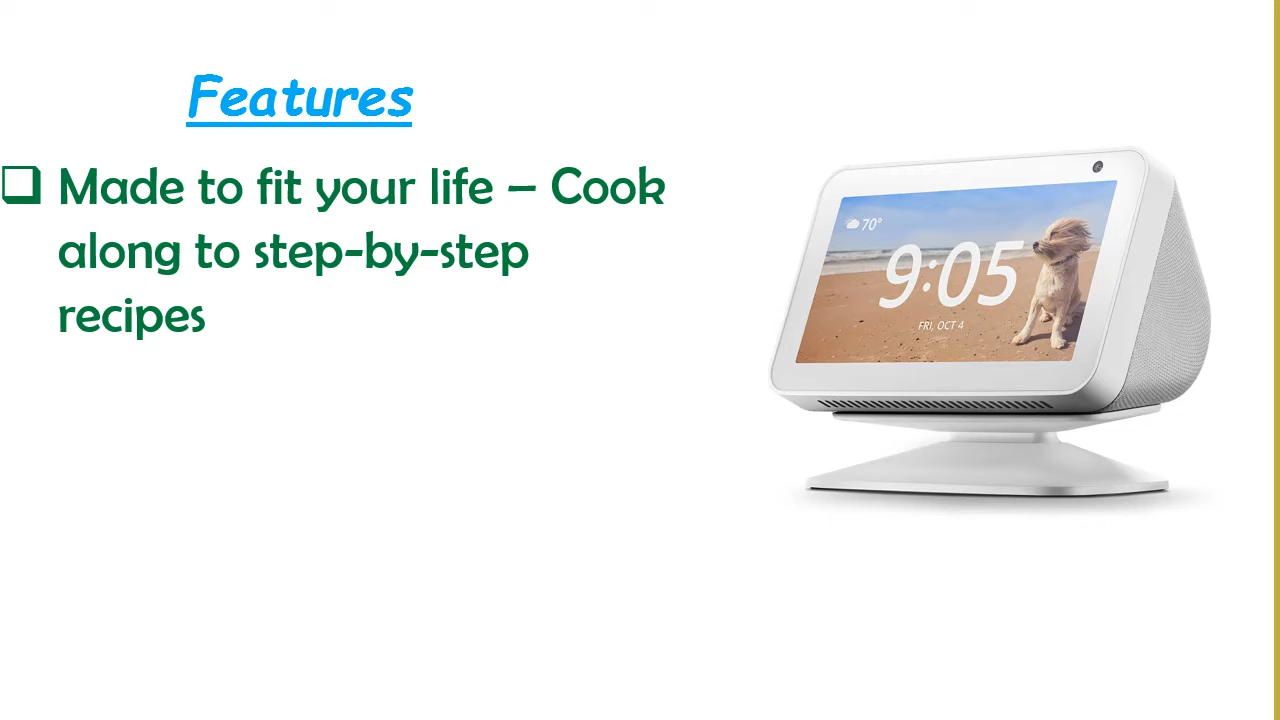 Features
Made to fit your life – Cook
along to step-by-step
recipes
70°
9:05
FRI, OCT 4